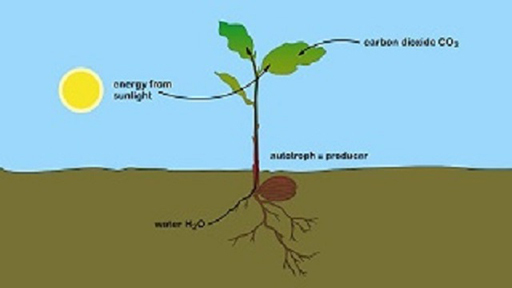 carbon dioxide CO₂
energy from
sunlight
autotroph = producer
water H₂O